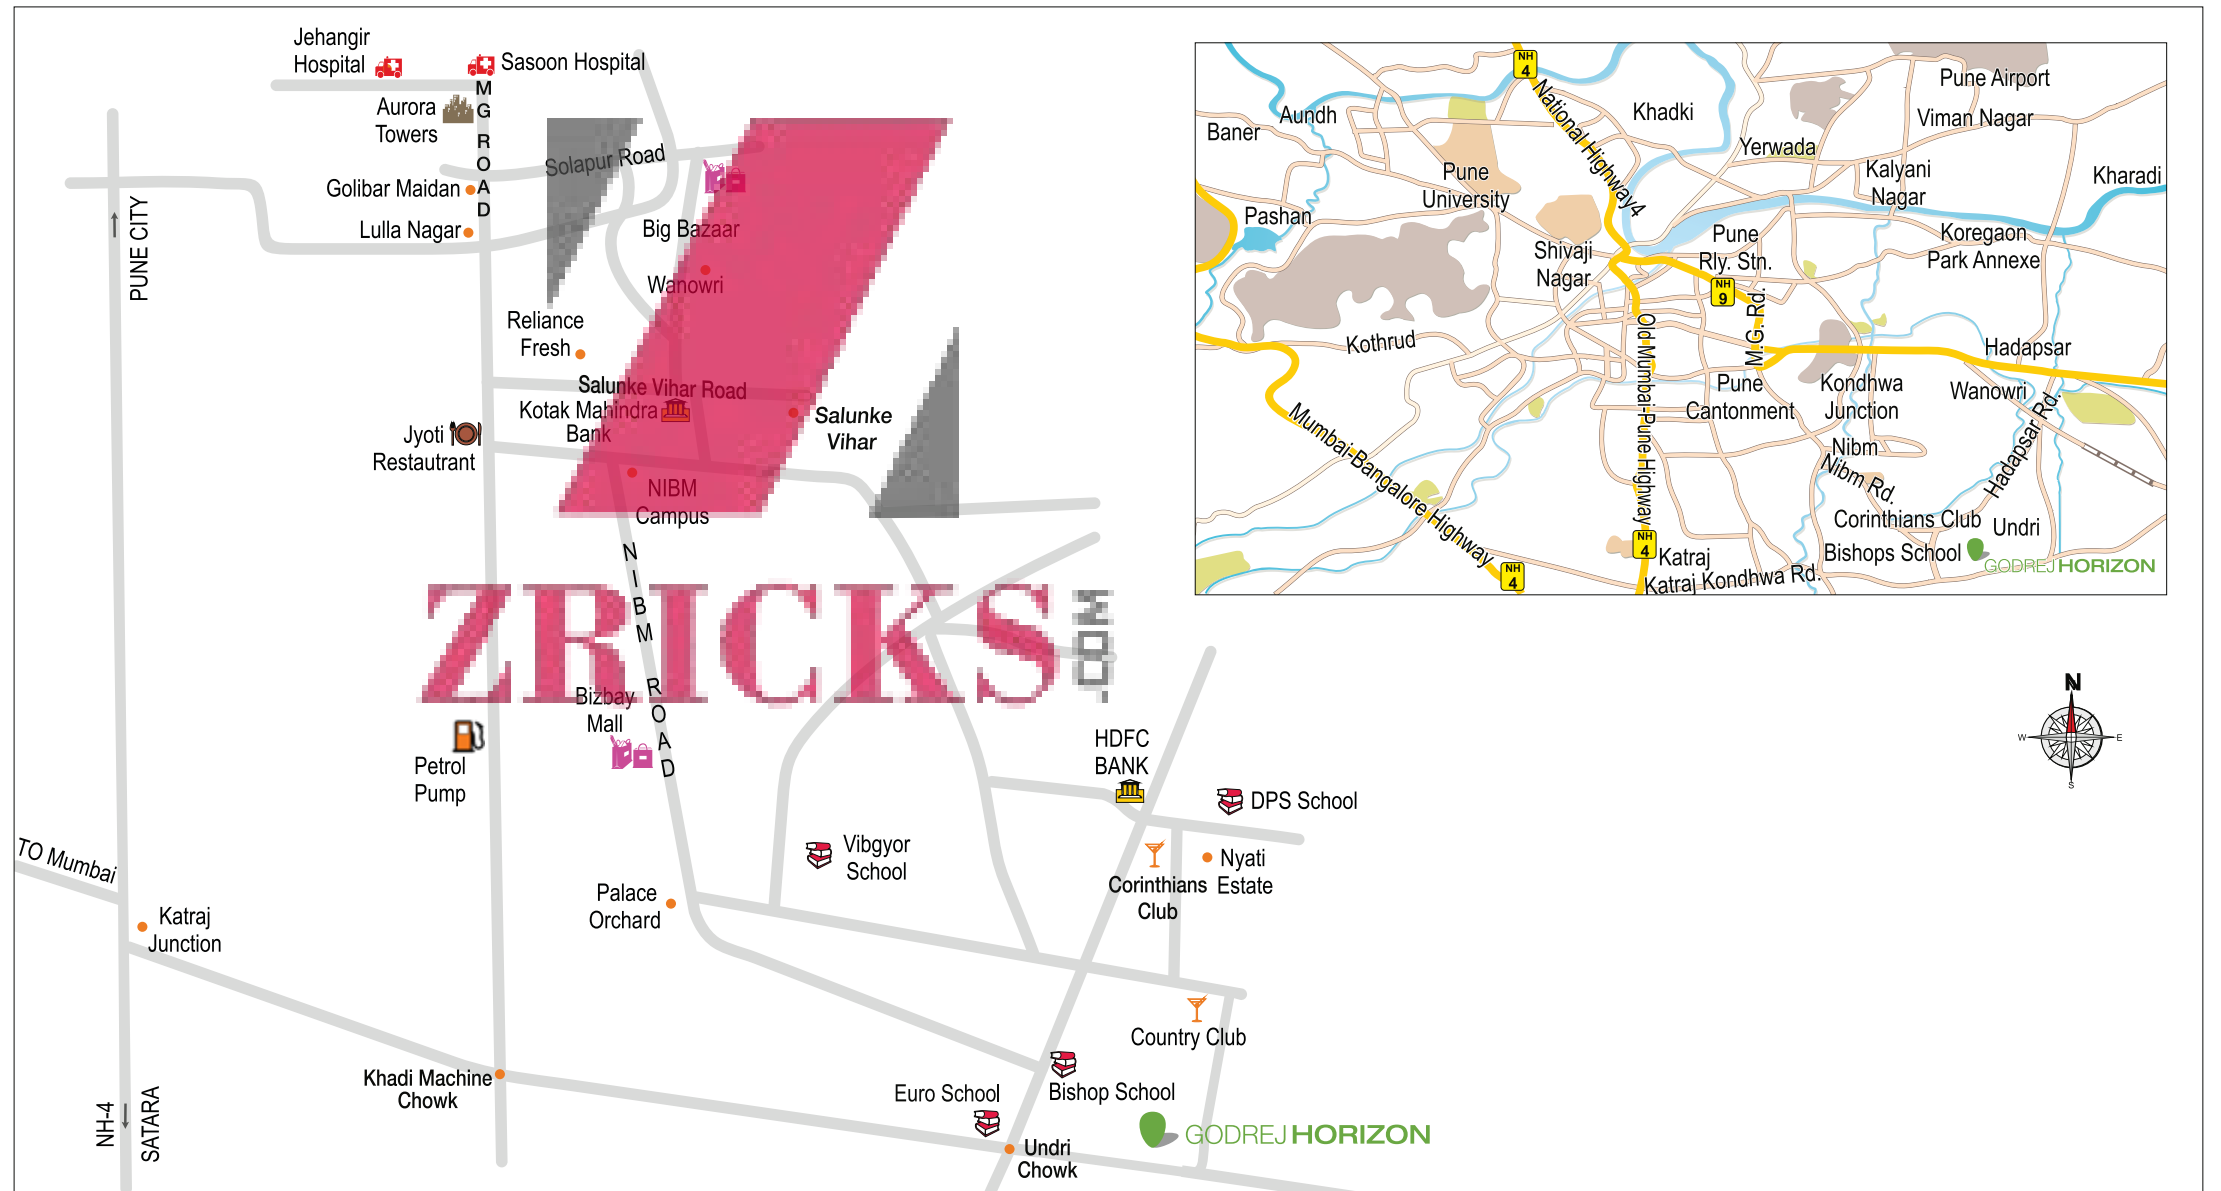 Jehangir
Hospital
Sasoon Hospital
Aurora
Towers
MG ROAD
Solapur Road
Golibar Maidan
Lulla Nagar
PUNE CITY
Big Bazaar
Wanowri
Reliance
Fresh
Salunke Vihar Road
Kotak Mahindra
Bank
Salunke
Vihar
Jyoti
Restautrant
NIBM
Campus
NIBM ROAD
ZRICKS
.COM
Bizbay
Mall
Petrol
Pump
HDFC
BANK
DPS School
Vibgyor
School
Nyati
Estate
Corinthians
Club
TO Mumbai
Palace
Orchard
Katraj
Junction
Country Club
Khadi Machine
Chowk
Euro School
Bishop School
GODREJ HORIZON
Undri
Chowk
NH-4
SATARA
NH
4
National Highway4
Pune Airport
Khadki
Viman Nagar
Aundh
Baner
Yerwada
Pune
University
Kalyani
Nagar
Kharadi
Pashan
Shivaji
Nagar
Pune
Rly. Stn.
Koregaon
Park Annexe
NH
9
M.G. Rd.
Old Mumbai-Pune Highway
Kothrud
Hadapsar
Pune
Cantonment
Kondhwa
Junction
Wanowri
Mumbai-Bangalore Highway
Nibm
Nibm Rd.
Hadapsar Rd.
Corinthians Club
Undri
Bishops School
GODREJ HORIZON
NH
4
Katraj
Katraj Kondhwa Rd.
NH
4
N
W
E
S